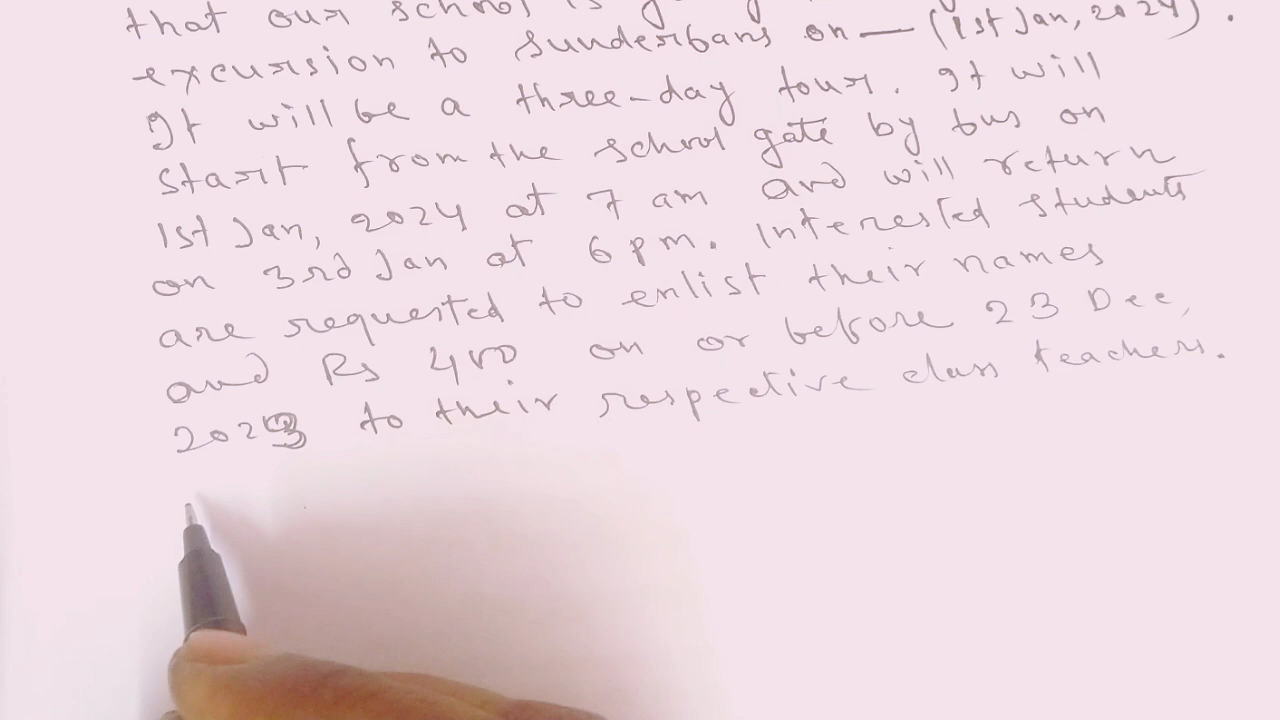 that our school is
excursion to Sunderbans on — (1st Jan, 2024).
It will be a three-day tour. It will
start from the school gate by bus on
1st Jan, 2024 at 7 am and will return
on 3rd Jan at 6 pm. Interested students
are requested to enlist their names
and Rs 400 on or before 23 Dec,
2023 to their respective class teachers.